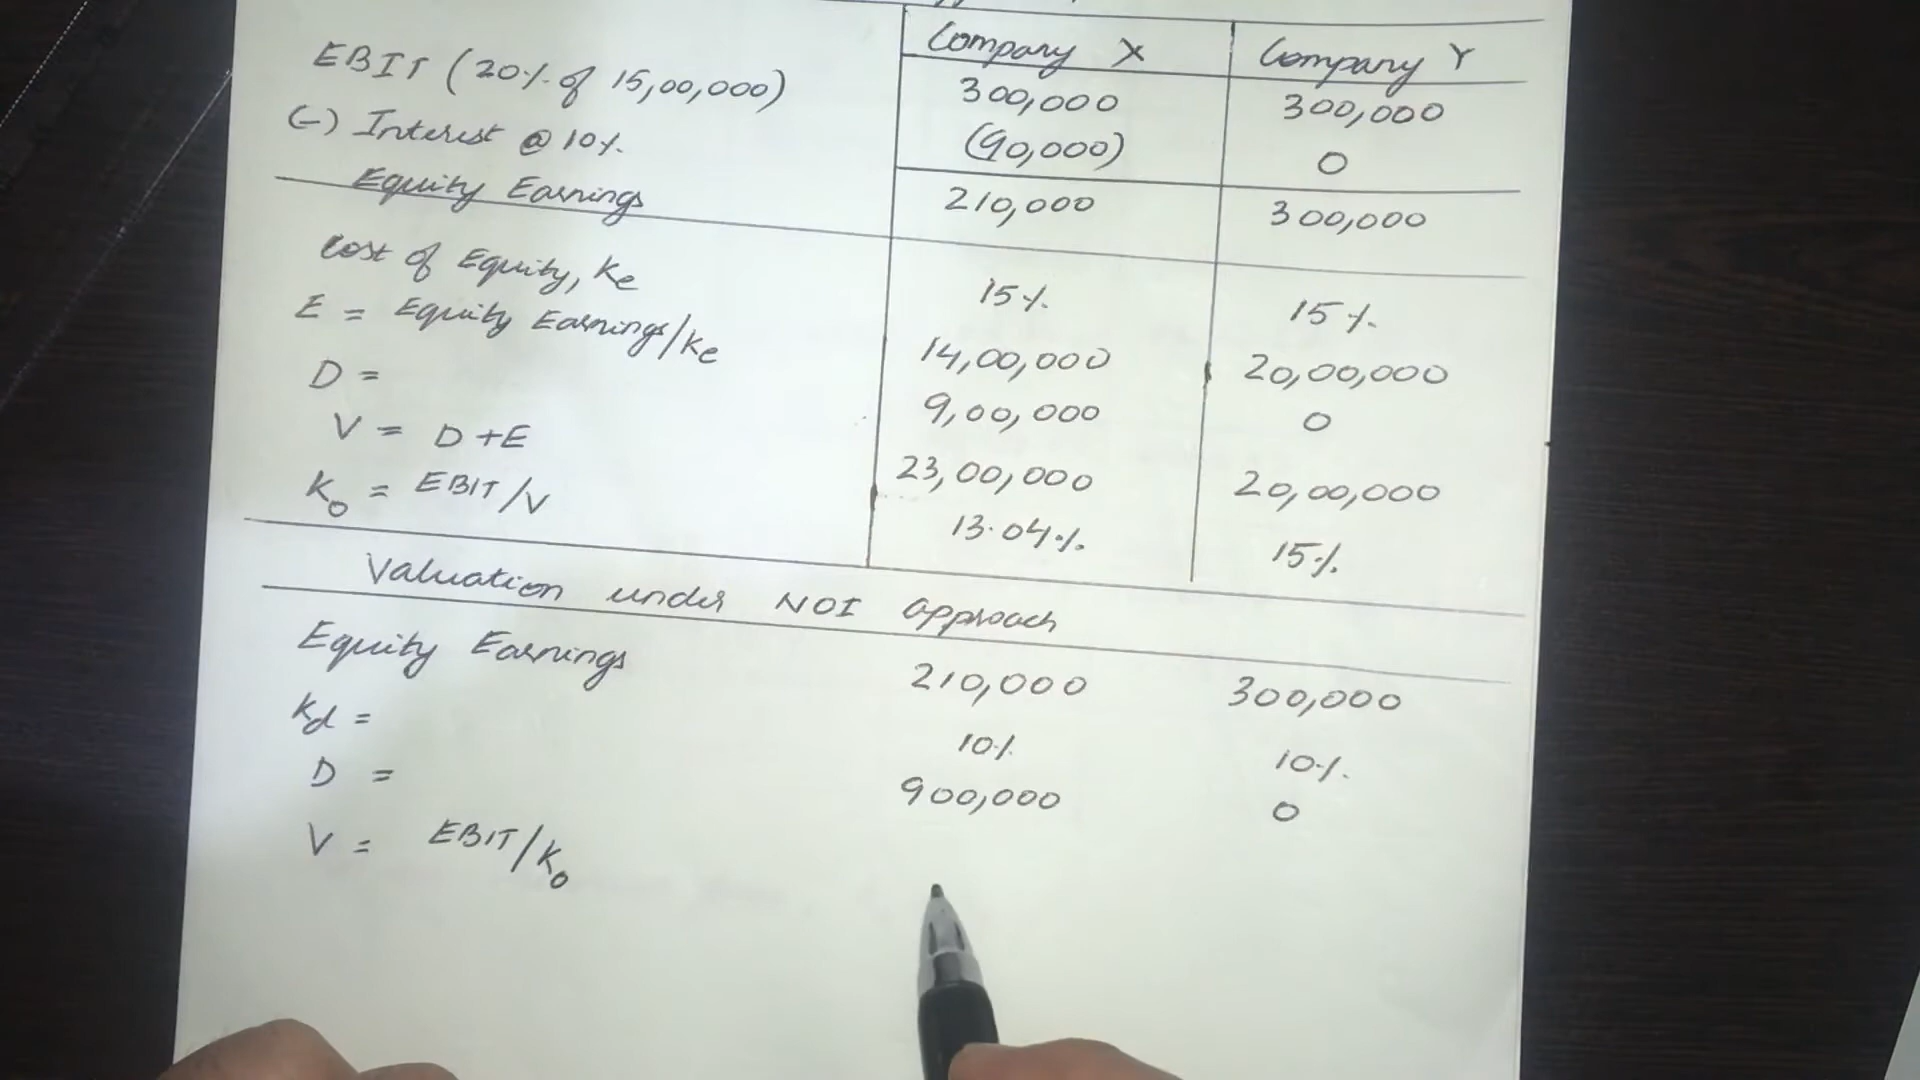 Company X Company Y
EBIT (20% of 15,00,000) 300,000 300,000
(-) Interest @ 10% (90,000) 0
Equity Earnings 210,000 300,000
Cost of Equity, Ke 15% 15%
E = Equity Earnings/Ke 14,00,000 20,00,000
D = 9,00,000 0
V = D+E 23,00,000 20,00,000
Ko = EBIT/V 13.04% 15%
Valuation under NOI approach
Equity Earnings 210,000 300,000
Kd = 10% 10%
D = 900,000 0
V = EBIT/Ko